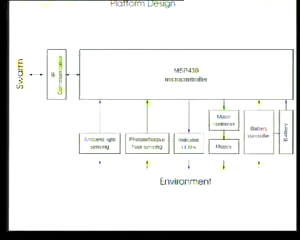 Platform Design
Swarm
IR
Communication
MSP430
microcontroller
Ambient light
sensing
Photoreflective
floor sensing
Indicator
LEDs
Motor
controller
Motors
Battery
controller
Battery
Environment